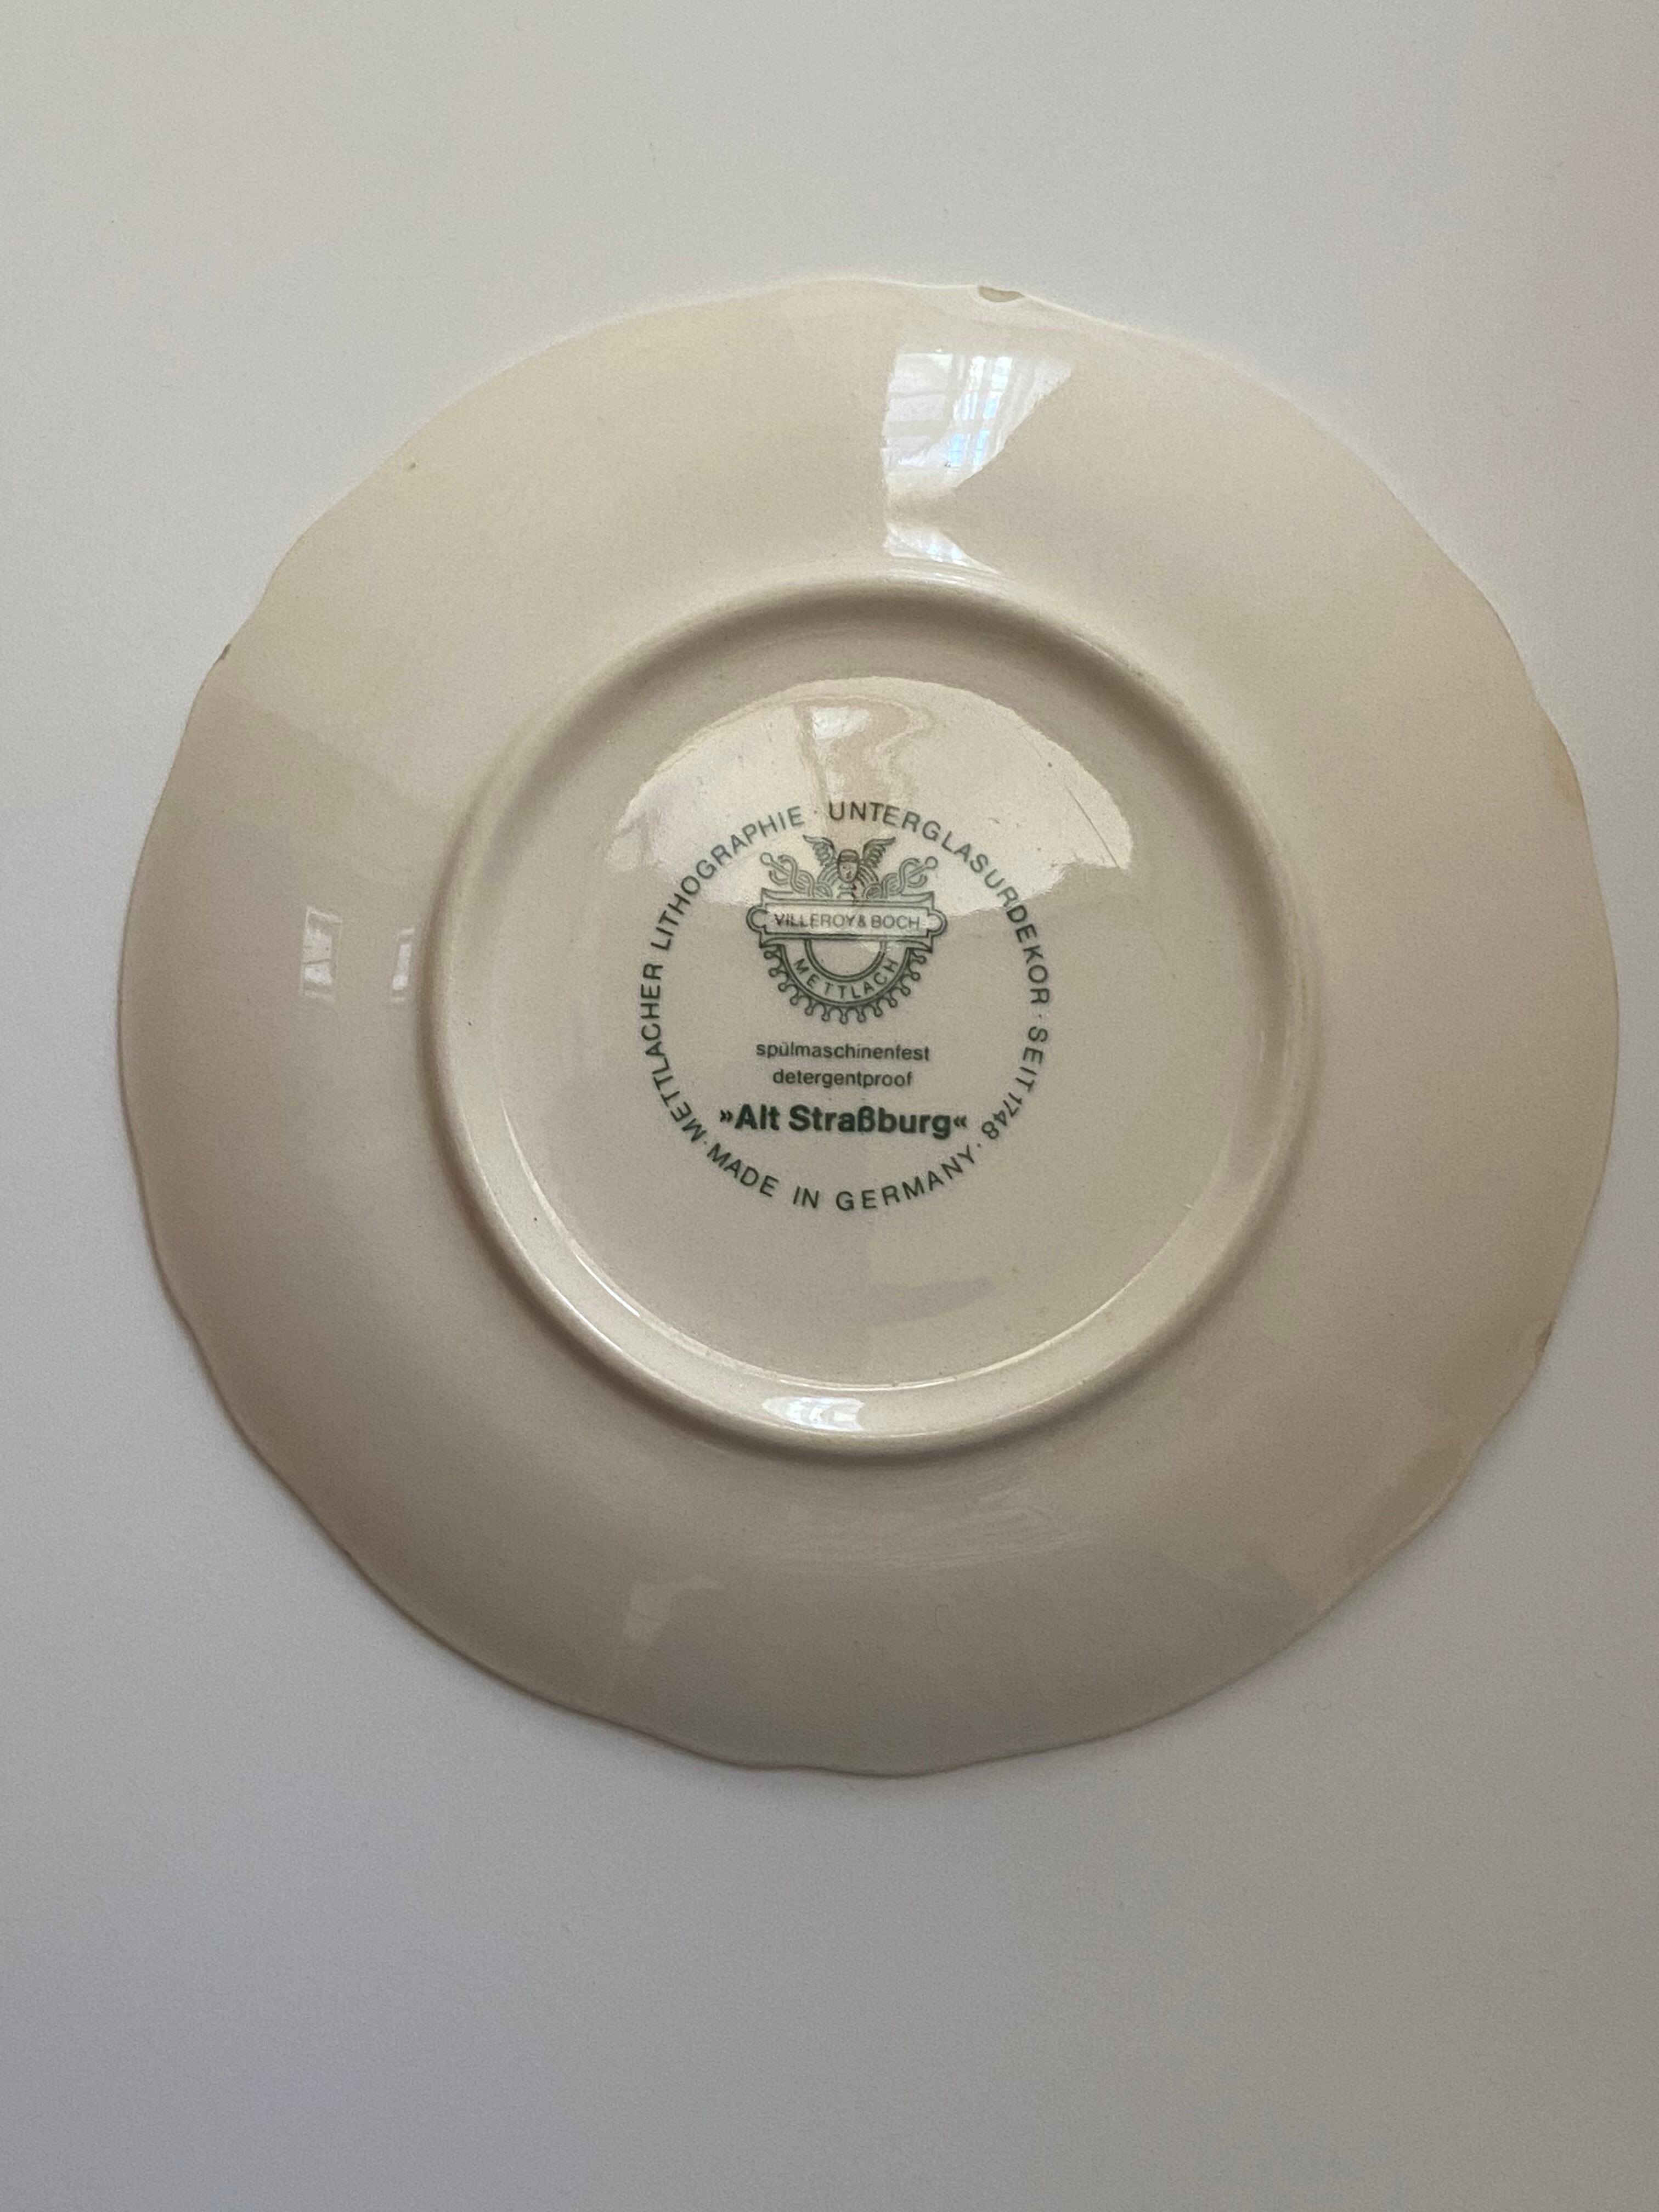 METTLACHER LITHOGRAPHIE · UNTERGLASURDEKOR · SEIT 1748 ·
VILLEROY & BOCH
METTLACH
spülmaschinenfest
detergentproof
»Alt Straßburg«
MADE IN GERMANY ·